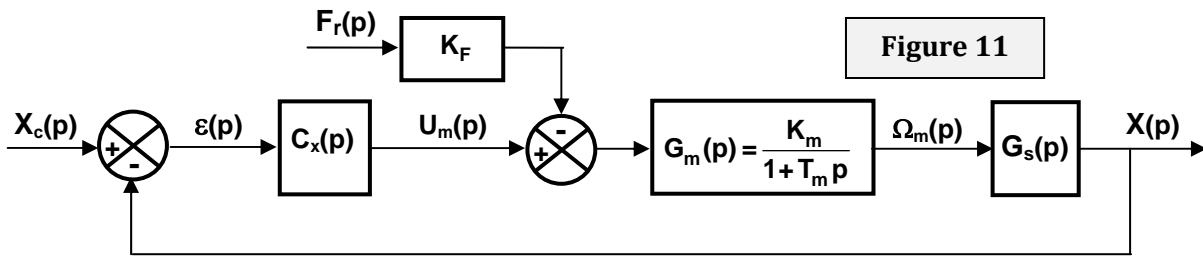 F_r(p)
K_F
Figure 11
X_c(p)
+
-
ε(p)
C_x(p)
U_m(p)
-
+
G_m(p) = K_m / (1 + T_m p)
Ω_m(p)
G_s(p)
X(p)